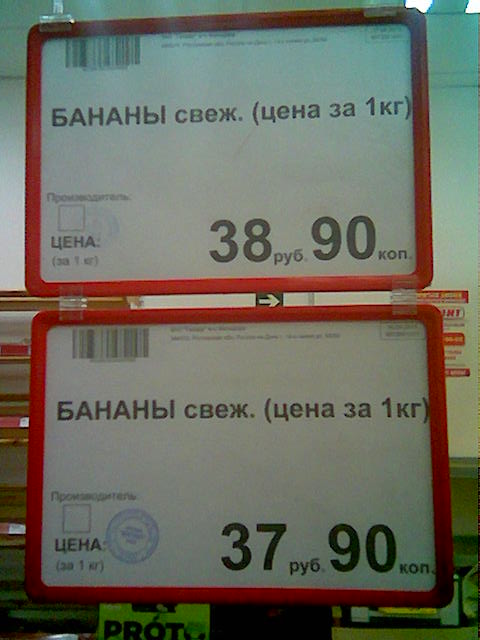 БАНАНЫ свеж. (цена за 1кг)
Производитель:
ЦЕНА:
(за 1 кг)
38 руб. 90 коп.
БАНАНЫ свеж. (цена за 1кг)
Производитель:
ЦЕНА:
(за 1 кг)
37 руб. 90 коп.
PRÓTO